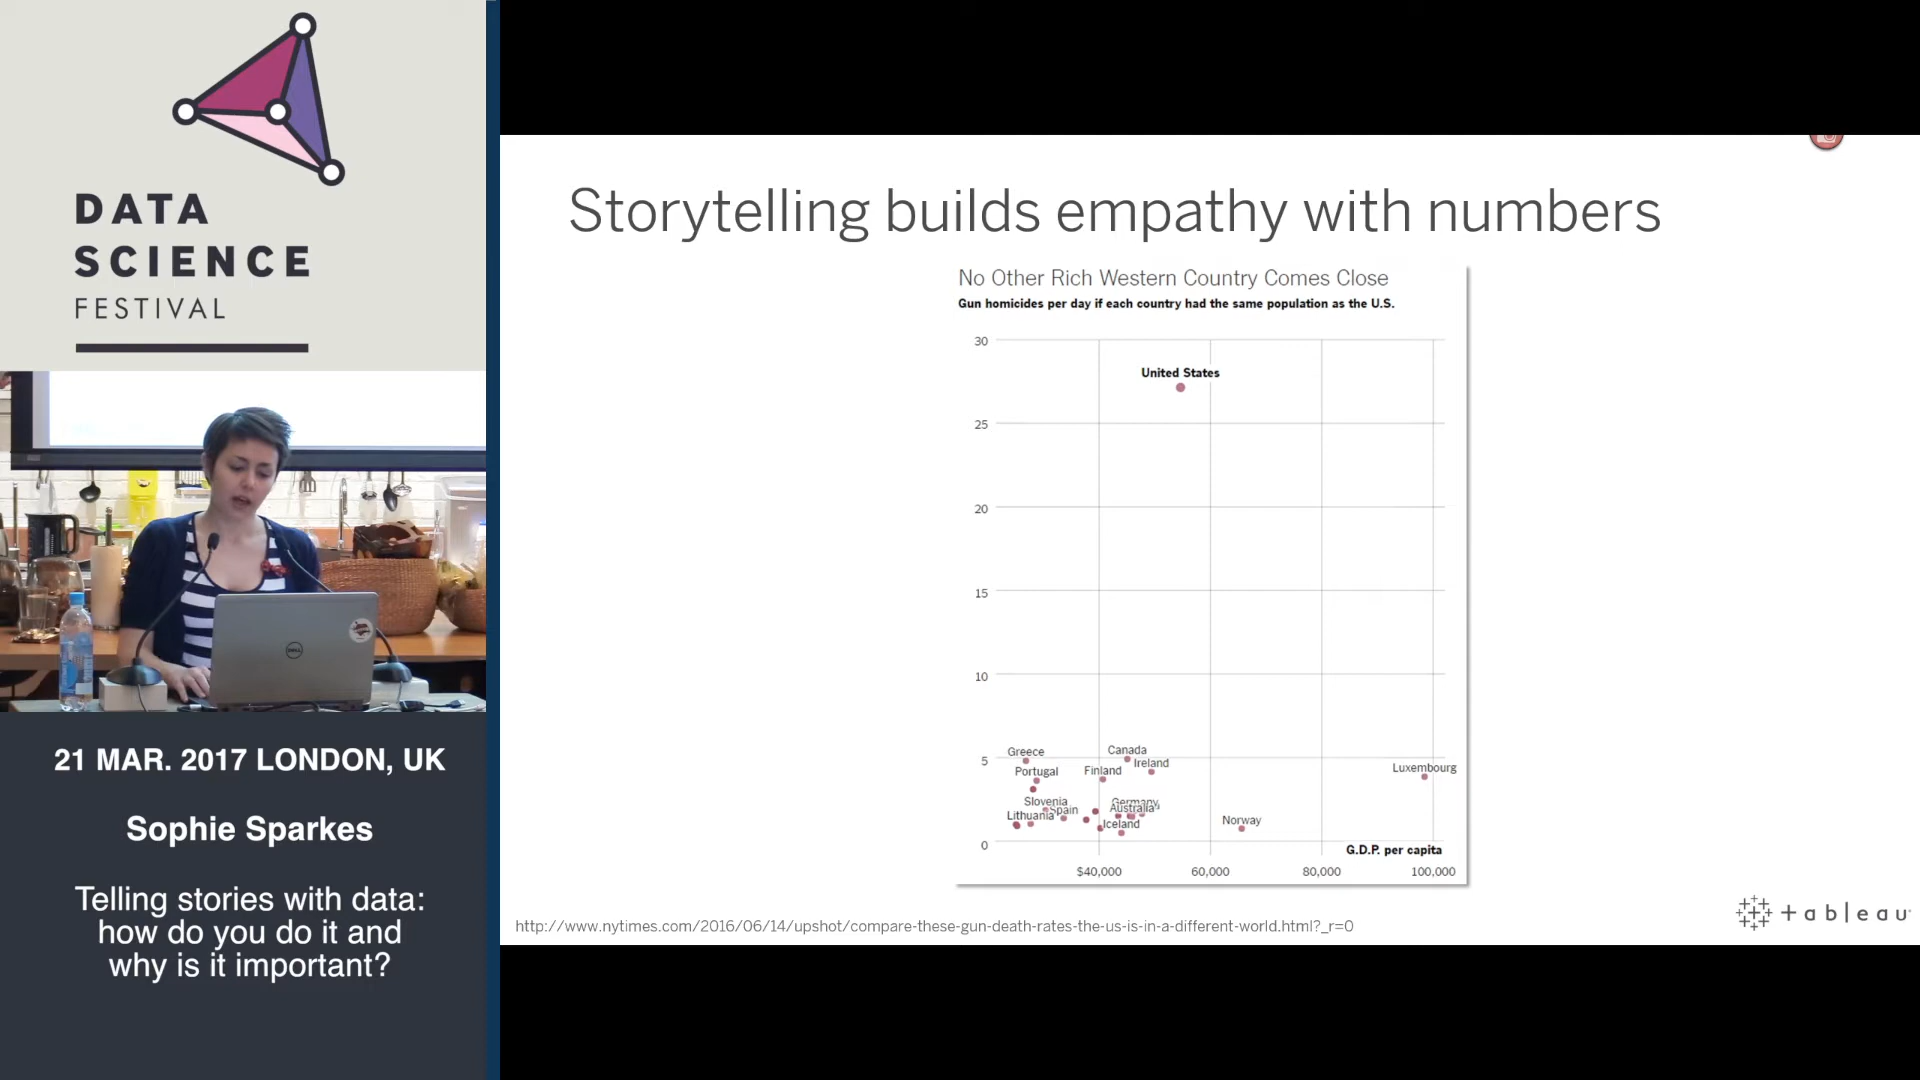 DATA
SCIENCE
FESTIVAL
21 MAR. 2017 LONDON, UK
Sophie Sparkes
Telling stories with data:
how do you do it and
why is it important?
Storytelling builds empathy with numbers
No Other Rich Western Country Comes Close
Gun homicides per day if each country had the same population as the U.S.
30
United States
25
20
15
10
5
Greece
Canada
Ireland
Portugal
Finland
Luxembourg
Slovenia
Spain
Germany
Australia
Lithuania
Iceland
Norway
0
G.D.P. per capita
$40,000
60,000
80,000
100,000
http://www.nytimes.com/2016/06/14/upshot/compare-these-gun-death-rates-the-us-is-in-a-different-world.html?_r=0
+ableau
DELL